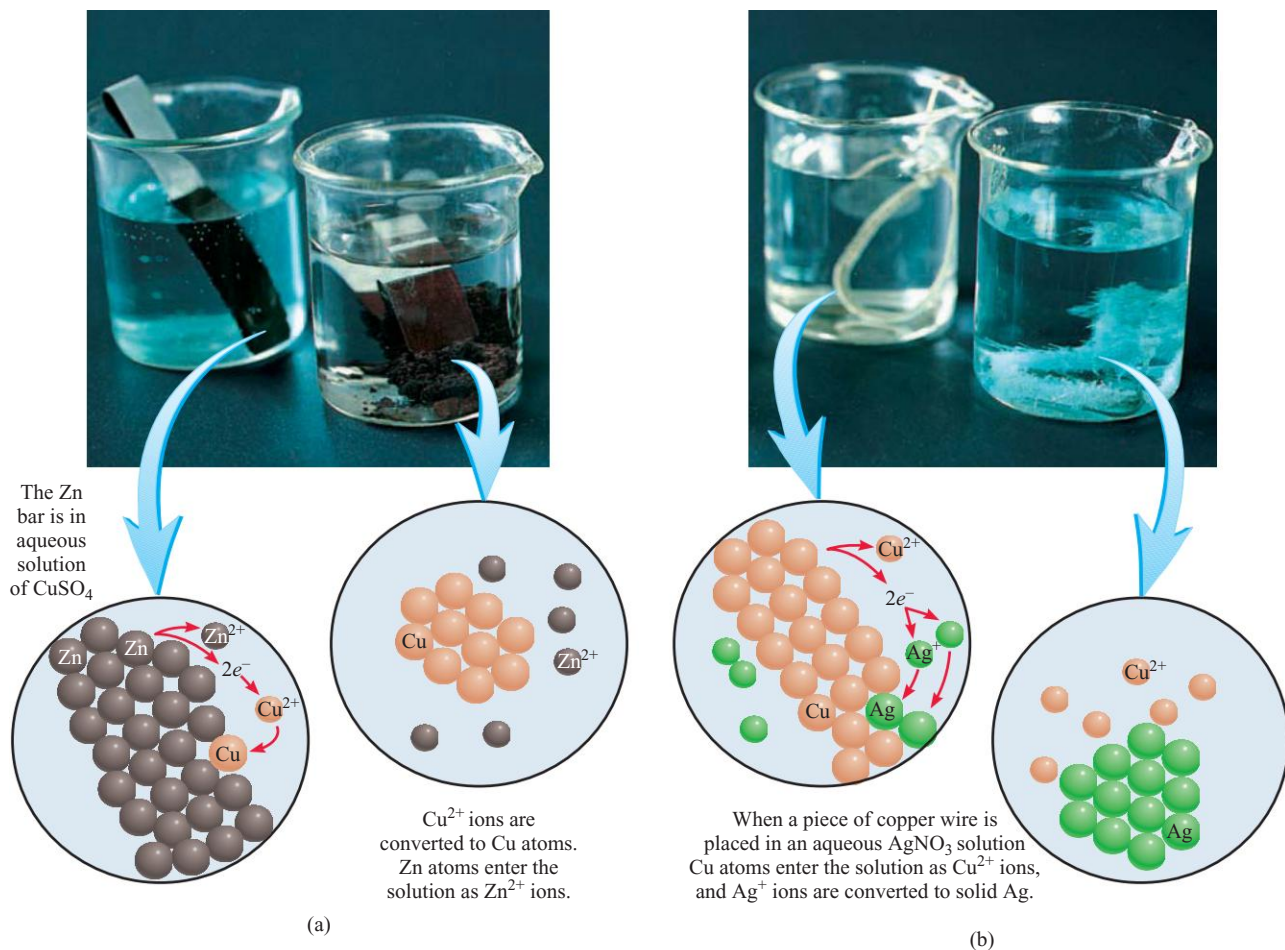 The Zn
bar is in
aqueous
solution
of CuSO₄
Zn
Zn
Zn²⁺
2e⁻
Cu²⁺
Cu
Cu
Zn²⁺
Cu²⁺ ions are
converted to Cu atoms.
Zn atoms enter the
solution as Zn²⁺ ions.
(a)
Cu²⁺
2e⁻
Ag⁺
Cu
Ag
When a piece of copper wire is
placed in an aqueous AgNO₃ solution
Cu atoms enter the solution as Cu²⁺ ions,
and Ag⁺ ions are converted to solid Ag.
Cu²⁺
Ag
(b)